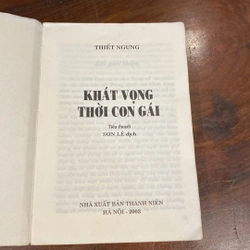 THIẾT NGƯNG
KHÁT VỌNG
THỜI CON GÁI
Tiểu thuyết
SƠN LÊ dịch
NHÀ XUẤT BẢN THANH NIÊN
HÀ NỘI - 2002